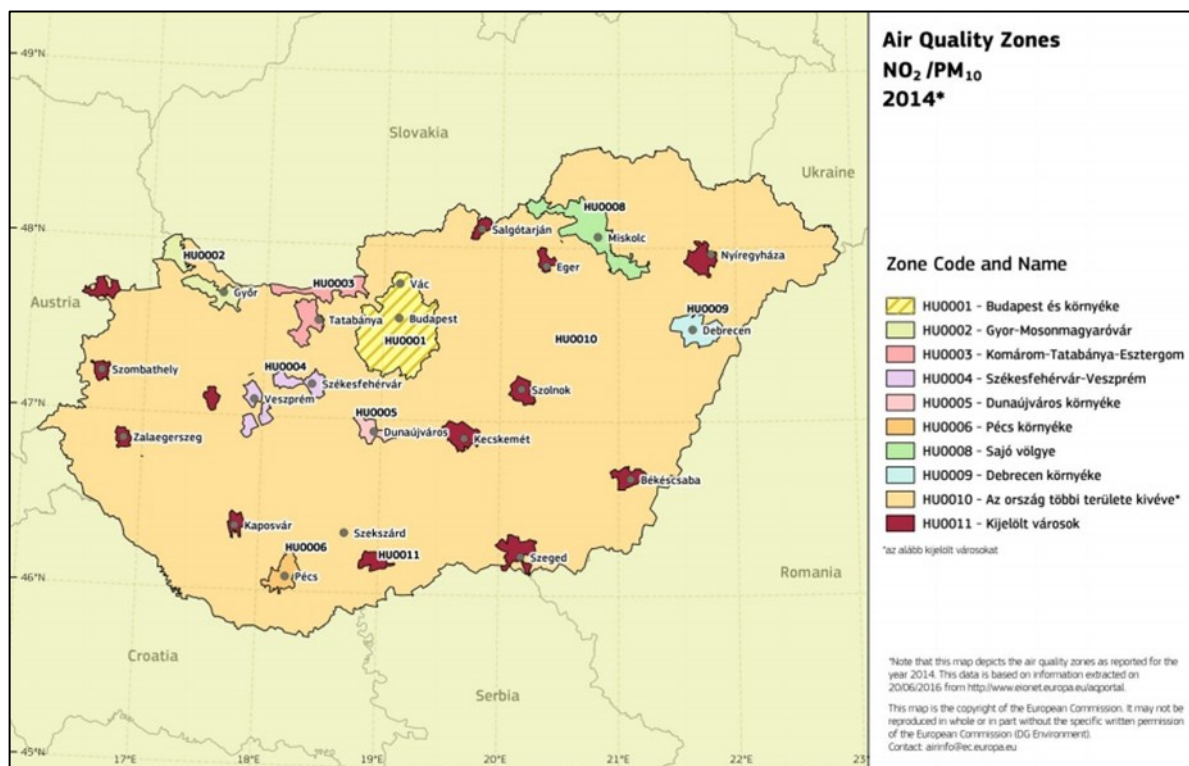 49°N
Slovakia
Ukraine
48°N
HU0008
Salgótarján
Miskolc
HU0002
Eger
Nyíregyháza
HU0003
Vác
Austria
Győr
HU0009
Tatabánya
Budapest
Debrecen
HU0001
HU0010
HU0004
Szombathely
Székesfehérvár
Szolnok
47°N
Veszprém
HU0005
Zalaegerszeg
Dunaújváros
Kecskemét
Békéscsaba
Kaposvár
Szekszárd
HU0006
HU0011
Szeged
46°N
Pécs
Romania
Croatia
Serbia
45°N
17°E
18°E
19°E
20°E
21°E
22°E
23°
Air Quality Zones
NO₂ /PM₁₀
2014*
Zone Code and Name
HU0001 - Budapest és környéke
HU0002 - Gyor-Mosonmagyaróvár
HU0003 - Komárom-Tatabánya-Esztergom
HU0004 - Székesfehérvár-Veszprém
HU0005 - Dunaújváros környéke
HU0006 - Pécs környéke
HU0008 - Sajó völgye
HU0009 - Debrecen környéke
HU0010 - Az ország többi területe kivéve*
HU0011 - Kijelölt városok
*az alább kijelölt városokat
*Note that this map depicts the air quality zones as reported for the
year 2014. This data is based on information extracted on
20/06/2016 from http://www.eionet.europa.eu/aqportal.
This map is the copyright of the European Commission. It may not be
reproduced in whole or in part without the specific written permission
of the European Commission (DG Environment).
Contact: airinfo@ec.europa.eu